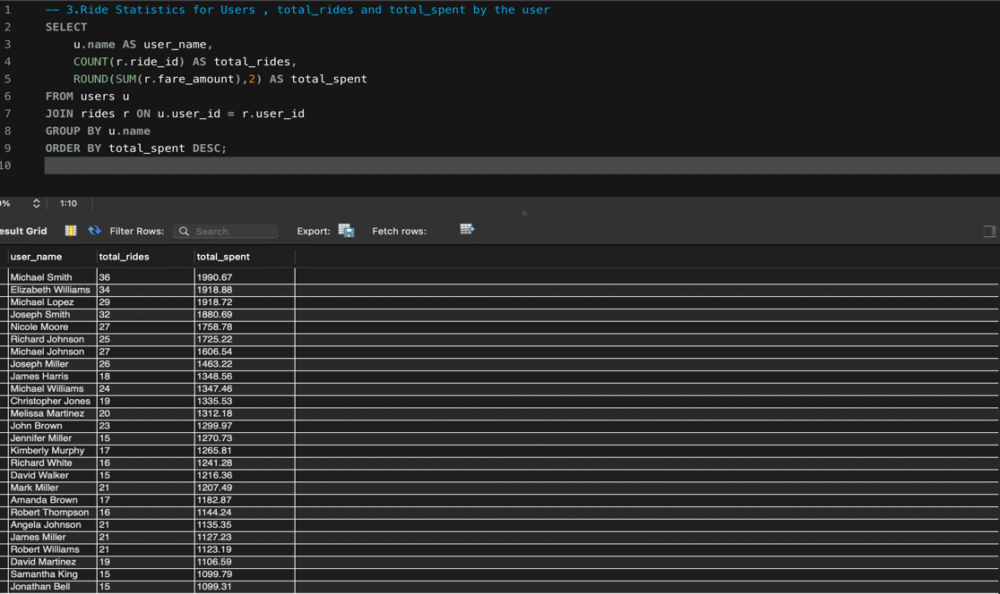 1 -- 3.Ride Statistics for Users , total_rides and total_spent by the user
2 SELECT
3 u.name AS user_name,
4 COUNT(r.ride_id) AS total_rides,
5 ROUND(SUM(r.fare_amount),2) AS total_spent
6 FROM users u
7 JOIN rides r ON u.user_id = r.user_id
8 GROUP BY u.name
9 ORDER BY total_spent DESC;
10
% 1:10
esult Grid Filter Rows: Search Export: Fetch rows:
user_name total_rides total_spent
Michael Smith 36 1990.67
Elizabeth Williams 34 1918.88
Michael Lopez 29 1918.72
Joseph Smith 32 1880.69
Nicole Moore 27 1758.78
Richard Johnson 25 1725.22
Michael Johnson 27 1606.54
Joseph Miller 26 1463.22
James Harris 18 1348.56
Michael Williams 24 1347.46
Christopher Jones 19 1335.53
Melissa Martinez 20 1312.18
John Brown 23 1299.97
Jennifer Miller 15 1270.73
Kimberly Murphy 17 1265.81
Richard White 16 1241.28
David Walker 15 1216.36
Mark Miller 21 1207.49
Amanda Brown 17 1182.87
Robert Thompson 16 1144.24
Angela Johnson 21 1135.35
James Miller 21 1127.23
Robert Williams 21 1123.19
David Martinez 19 1106.59
Samantha King 15 1099.79
Jonathan Bell 15 1099.31